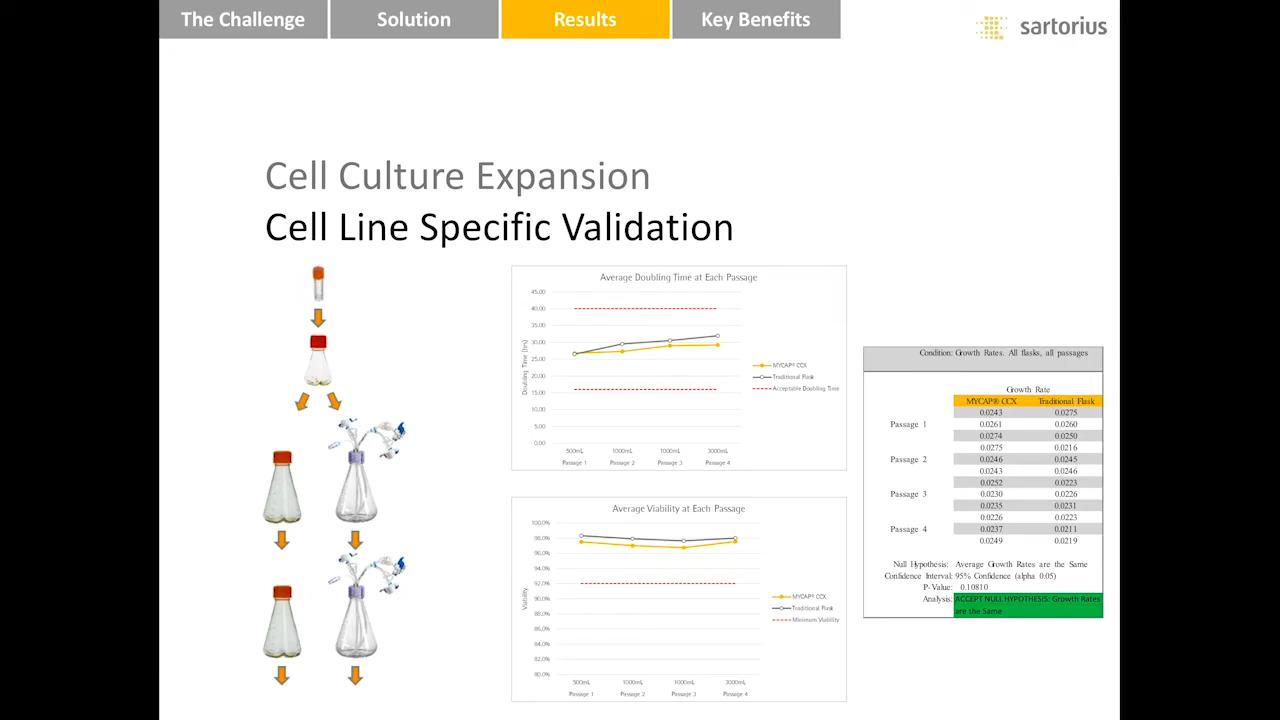 The Challenge
Solution
Results
Key Benefits
sartorius
Cell Culture Expansion
Cell Line Specific Validation
Average Doubling Time at Each Passage
Doubling Time (hrs)
45.00
40.00
35.00
30.00
25.00
20.00
15.00
10.00
5.00
0.00
500mL 1000mL 1000mL 3000mL
Passage 1 Passage 2 Passage 3 Passage 4
MYCAP® CCX
Traditional Flask
Acceptable Doubling Time
Average Viability at Each Passage
Viability
100.0%
98.0%
96.0%
94.0%
92.0%
90.0%
88.0%
86.0%
84.0%
82.0%
80.0%
500mL 1000mL 1000mL 3000mL
Passage 1 Passage 2 Passage 3 Passage 4
MYCAP® CCX
Traditional Flask
Minimum Viability
Condition: Growth Rates. All flasks, all passages
Growth Rate
MYCAP® CCX Traditional Flask
0.0243 0.0275
Passage 1 0.0261 0.0260
0.0274 0.0250
0.0275 0.0216
Passage 2 0.0246 0.0245
0.0243 0.0246
0.0252 0.0223
Passage 3 0.0230 0.0226
0.0235 0.0231
0.0226 0.0223
Passage 4 0.0237 0.0211
0.0249 0.0219
Null Hypothesis: Average Growth Rates are the Same
Confidence Interval: 95% Confidence (alpha 0.05)
P-Value: 0.10810
Analysis: ACCEPT NULL HYPOTHESIS: Growth Rates
are the Same